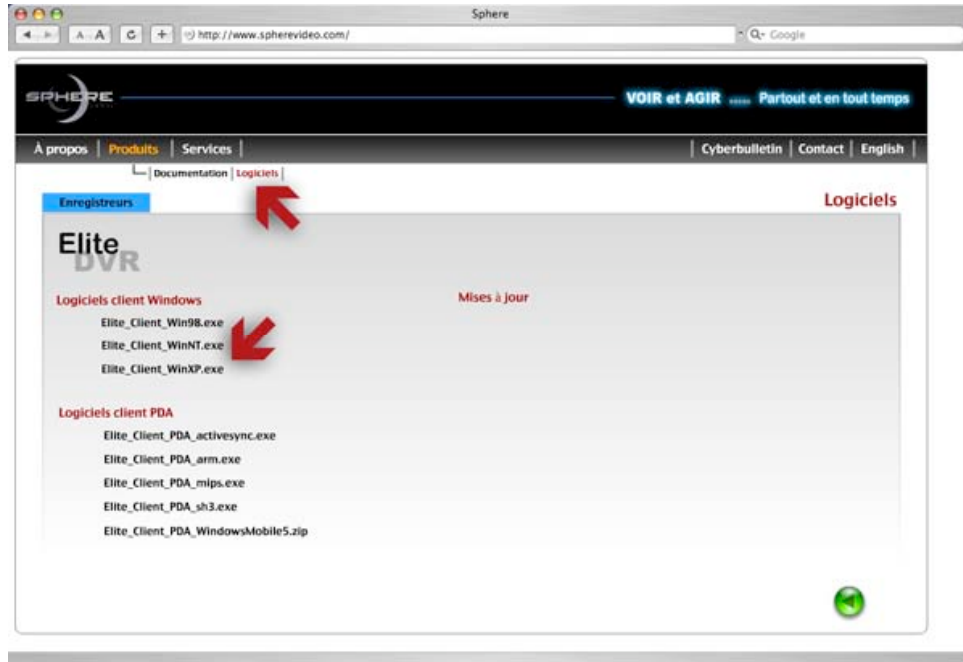 Sphere
A A C + http://www.spherevideo.com/ Q Google
SPHERE
VOIR et AGIR ..... Partout et en tout temps
À propos | Produits | Services | | Cyberbulletin | Contact | English |
| Documentation | Logiciels |
Enregistreurs
Logiciels
Elite
DVR
Logiciels client Windows
Mises à jour
Elite_Client_Win98.exe
Elite_Client_WinNT.exe
Elite_Client_WinXP.exe
Logiciels client PDA
Elite_Client_PDA_activesync.exe
Elite_Client_PDA_arm.exe
Elite_Client_PDA_mips.exe
Elite_Client_PDA_sh3.exe
Elite_Client_PDA_WindowsMobile5.zip